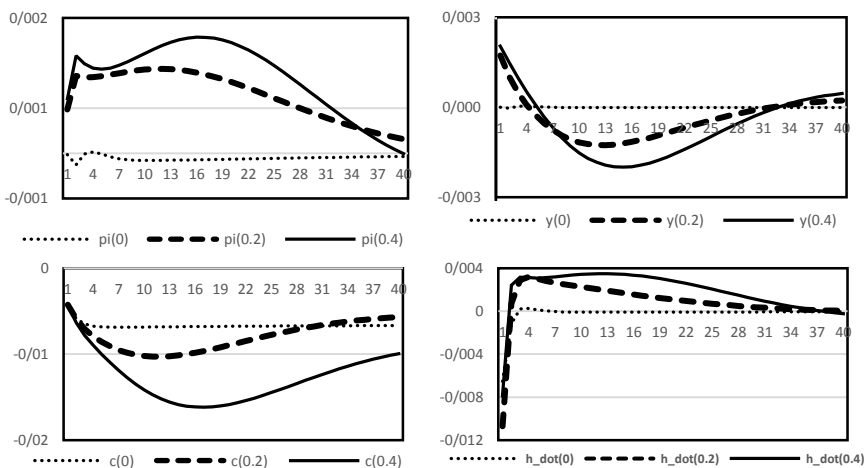 0/002
0/001
-0/001
1 4 7 10 13 16 19 22 25 28 31 34 37 40
pi(0) pi(0.2) pi(0.4)
0/003
0/000
-0/003
1 4 7 10 13 16 19 22 25 28 31 34 37 40
y(0) y(0.2) y(0.4)
0
-0/01
-0/02
1 4 7 10 13 16 19 22 25 28 31 34 37 40
c(0) c(0.2) c(0.4)
0/004
0
-0/004
-0/008
-0/012
1 4 7 10 13 16 19 22 25 28 31 34 37 40
h_dot(0) h_dot(0.2) h_dot(0.4)